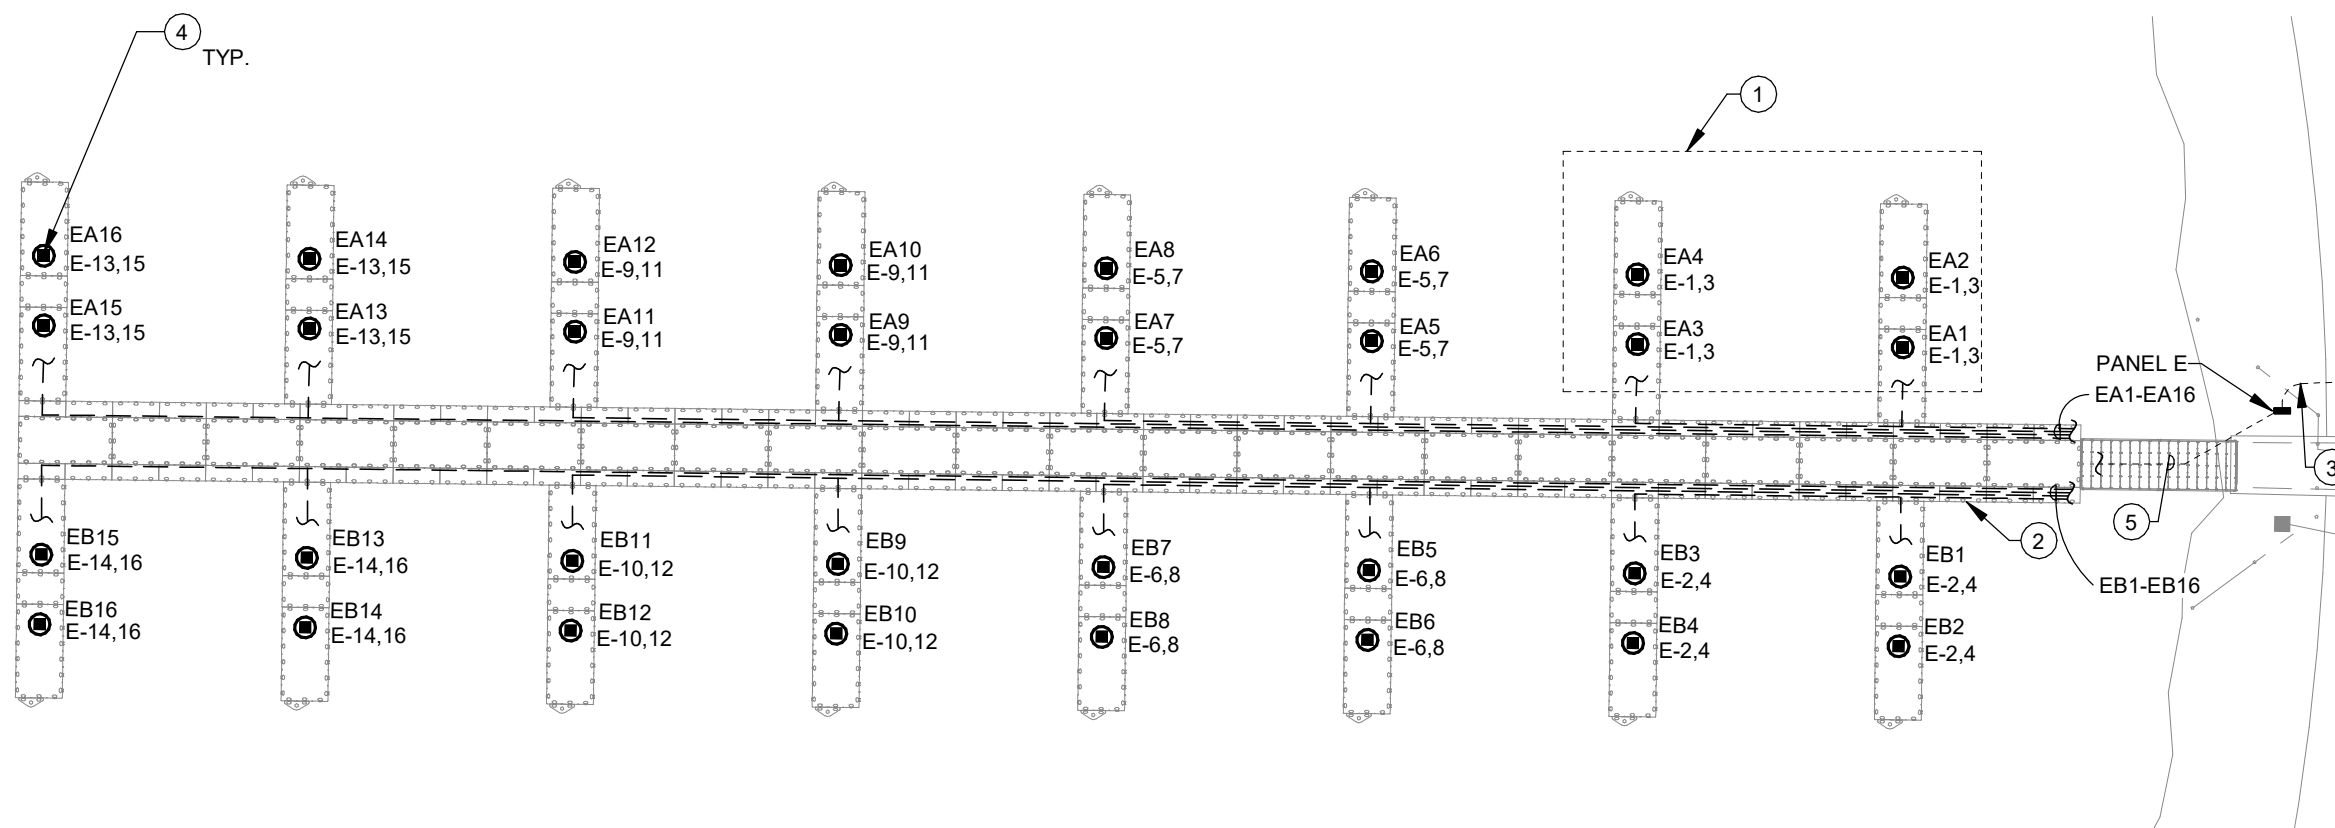 4
TYP.
1
EA16
E-13,15
EA14
E-13,15
EA12
E-9,11
EA10
E-9,11
EA8
E-5,7
EA6
E-5,7
EA4
E-1,3
EA2
E-1,3
EA15
E-13,15
EA13
E-13,15
EA11
E-9,11
EA9
E-9,11
EA7
E-5,7
EA5
E-5,7
EA3
E-1,3
EA1
E-1,3
PANEL E
EA1-EA16
3
5
2
EB1-EB16
EB15
E-14,16
EB13
E-14,16
EB11
E-10,12
EB9
E-10,12
EB7
E-6,8
EB5
E-6,8
EB3
E-2,4
EB1
E-2,4
EB16
E-14,16
EB14
E-14,16
EB12
E-10,12
EB10
E-10,12
EB8
E-6,8
EB6
E-6,8
EB4
E-2,4
EB2
E-2,4